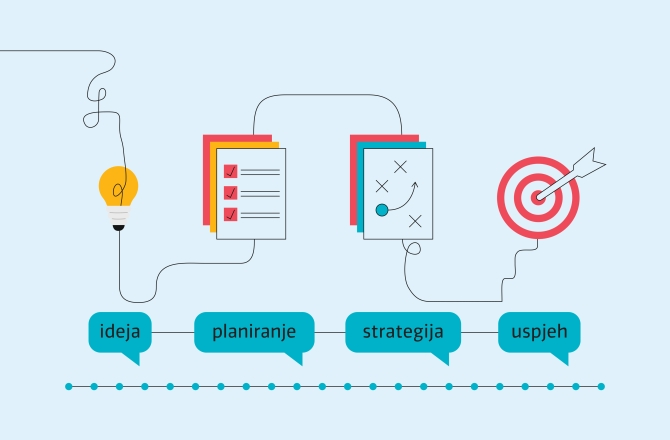 ideja
planiranje
strategija
uspjeh